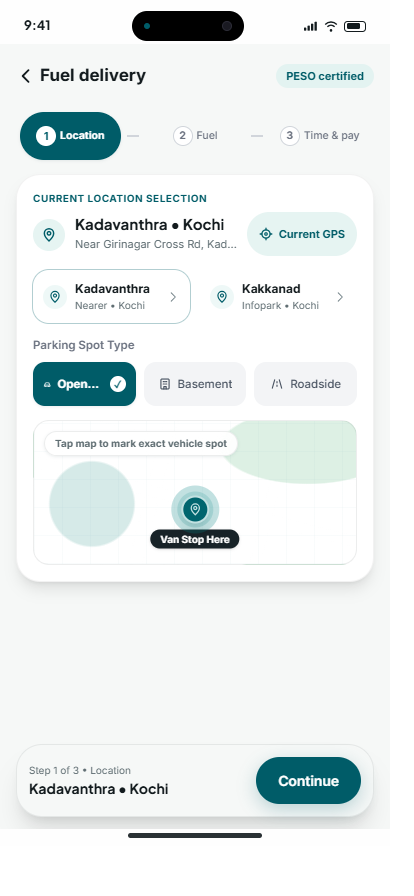 9:41
Fuel delivery
PESO certified
1 Location
2 Fuel
3 Time & pay
CURRENT LOCATION SELECTION
Kadavanthra • Kochi
Near Girinagar Cross Rd, Kad...
Current GPS
Kadavanthra
Nearer • Kochi
Kakkanad
Infopark • Kochi
Parking Spot Type
Open...
Basement
Roadside
Tap map to mark exact vehicle spot
Van Stop Here
Step 1 of 3 • Location
Kadavanthra • Kochi
Continue